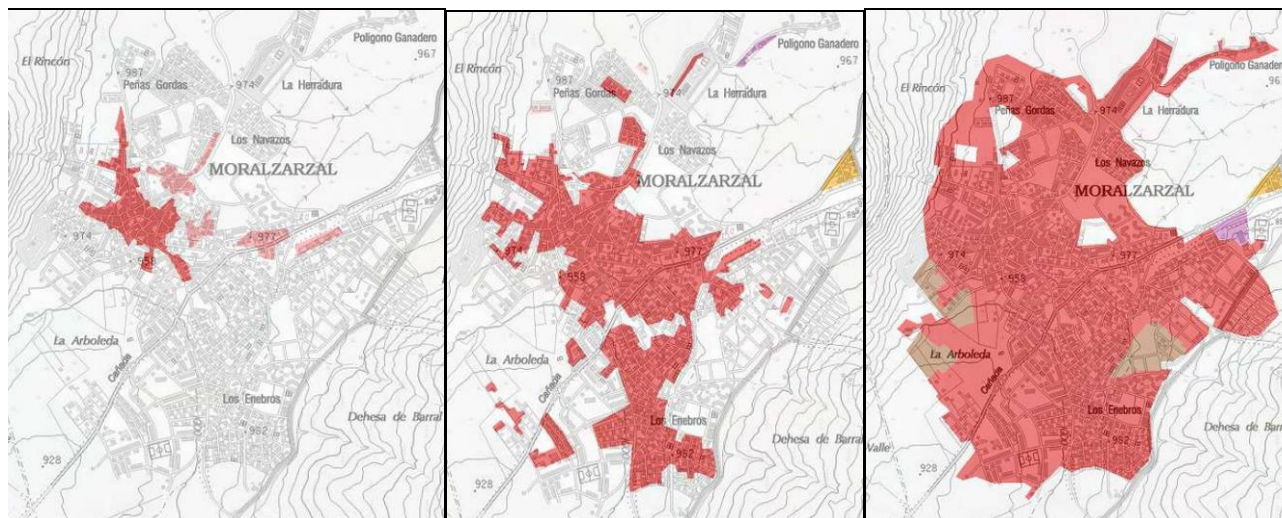 El Rincón
987
Peñas Gordas
974
Polígono Ganadero
967
La Herradura
Los Navazos
MORALZARZAL
974
977
La Arboleda
Cañada
Los Enebros
952
Dehesa de Barral
928
El Rincón
987
Peñas Gordas
974
Polígono Ganadero
967
La Herradura
Los Navazos
MORALZARZAL
974
977
959
La Arboleda
Cañada
Los Enebros
952
Dehesa de Barral
928
El Rincón
987
Peñas Gordas
974
Polígono Ganadero
La Herradura
Los Navazos
MORALZARZAL
974
977
959
La Arboleda
Cañada
Los Enebros
952
Dehesa de Barral
Valle
928